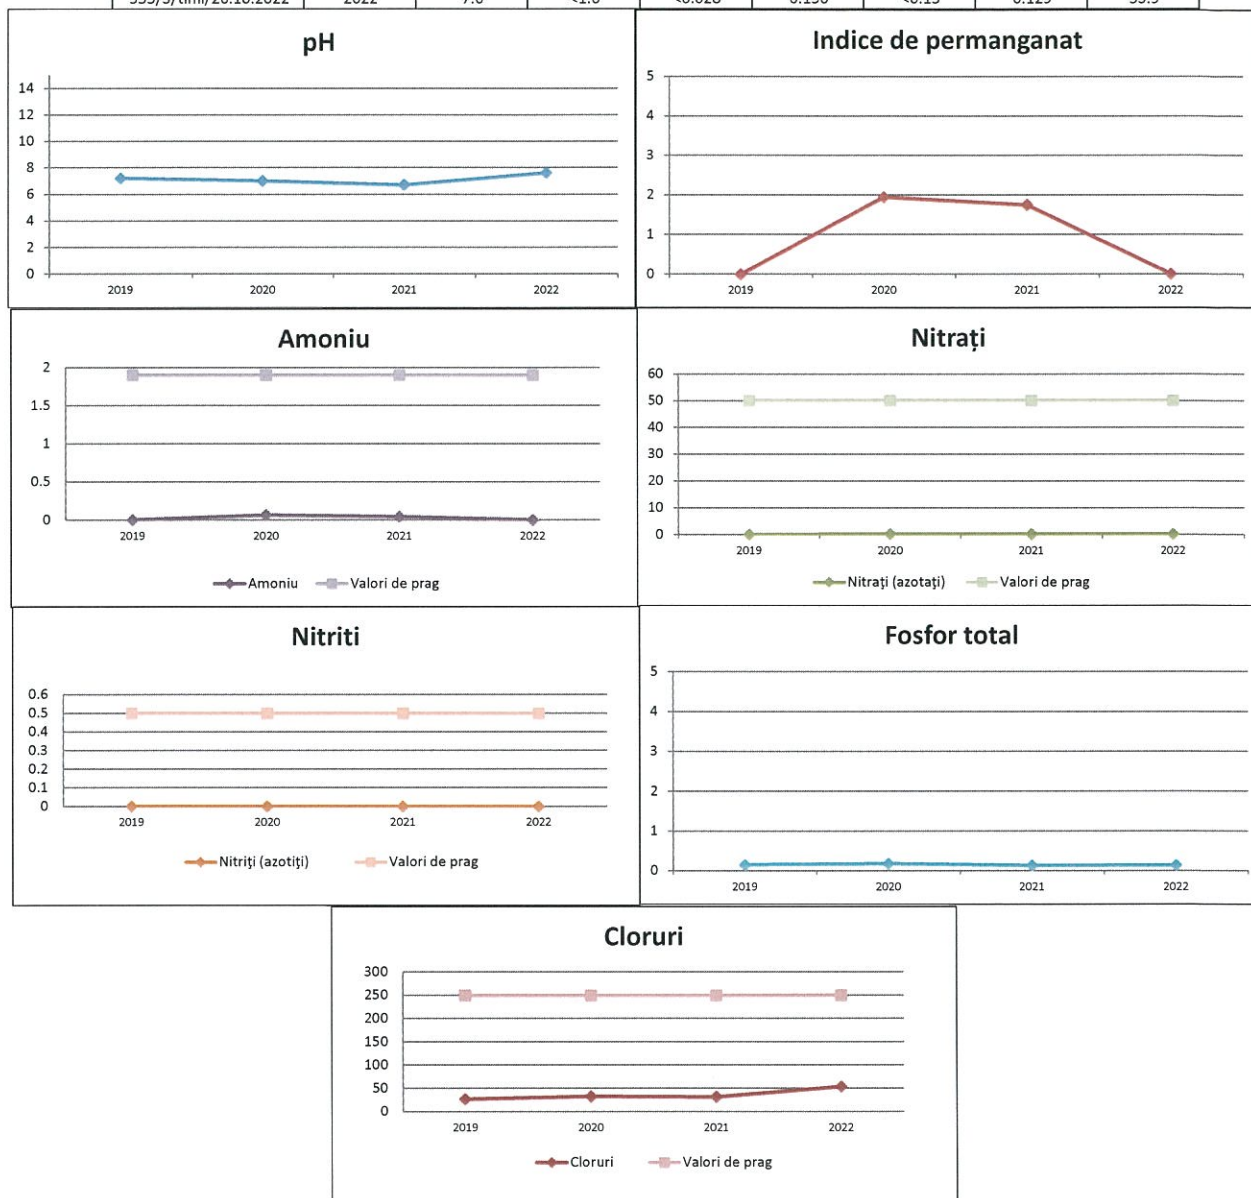 2022
pH
14
12
10
8
6
4
2
0
2019 2020 2021 2022
Indice de permanganat
5
4
3
2
1
0
2019 2020 2021 2022
Amoniu
2
1.5
1
0.5
0
2019 2020 2021 2022
Amoniu Valori de prag
Nitrați
60
50
40
30
20
10
0
2019 2020 2021 2022
Nitrați (azotați) Valori de prag
Nitriti
0.6
0.5
0.4
0.3
0.2
0.1
0
2019 2020 2021 2022
Nitriți (azotiți) Valori de prag
Fosfor total
5
4
3
2
1
0
2019 2020 2021 2022
Cloruri
300
250
200
150
100
50
0
2019 2020 2021 2022
Cloruri Valori de prag